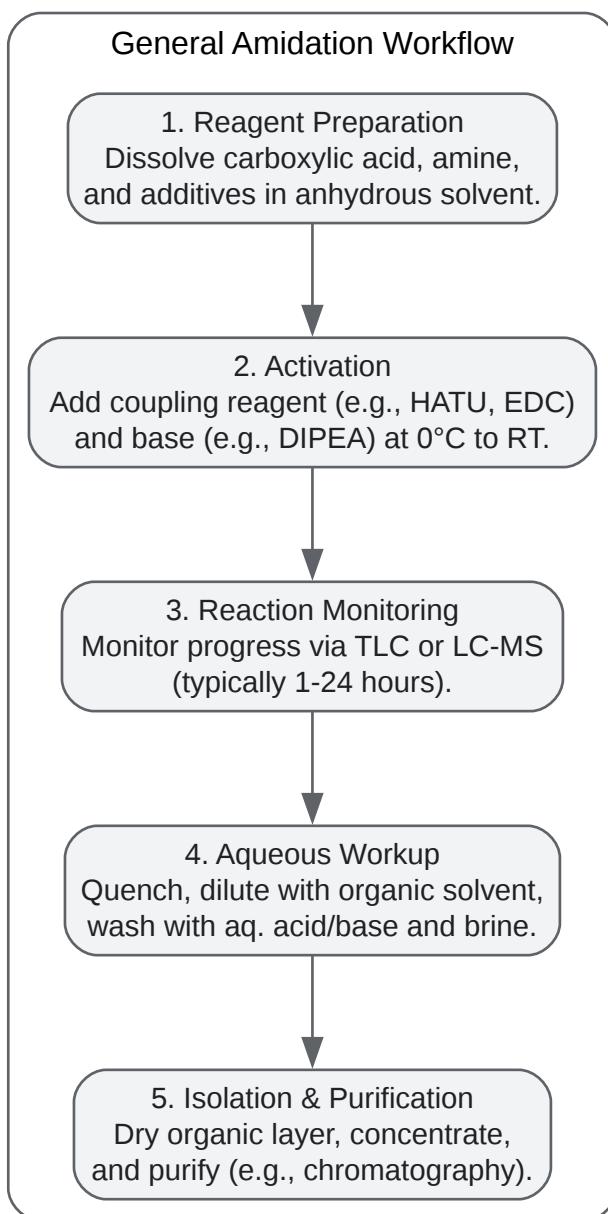 General Amidation Workflow
1. Reagent Preparation
Dissolve carboxylic acid, amine,
and additives in anhydrous solvent.
2. Activation
Add coupling reagent (e.g., HATU, EDC)
and base (e.g., DIPEA) at 0°C to RT.
3. Reaction Monitoring
Monitor progress via TLC or LC-MS
(typically 1-24 hours).
4. Aqueous Workup
Quench, dilute with organic solvent,
wash with aq. acid/base and brine.
5. Isolation & Purification
Dry organic layer, concentrate,
and purify (e.g., chromatography).